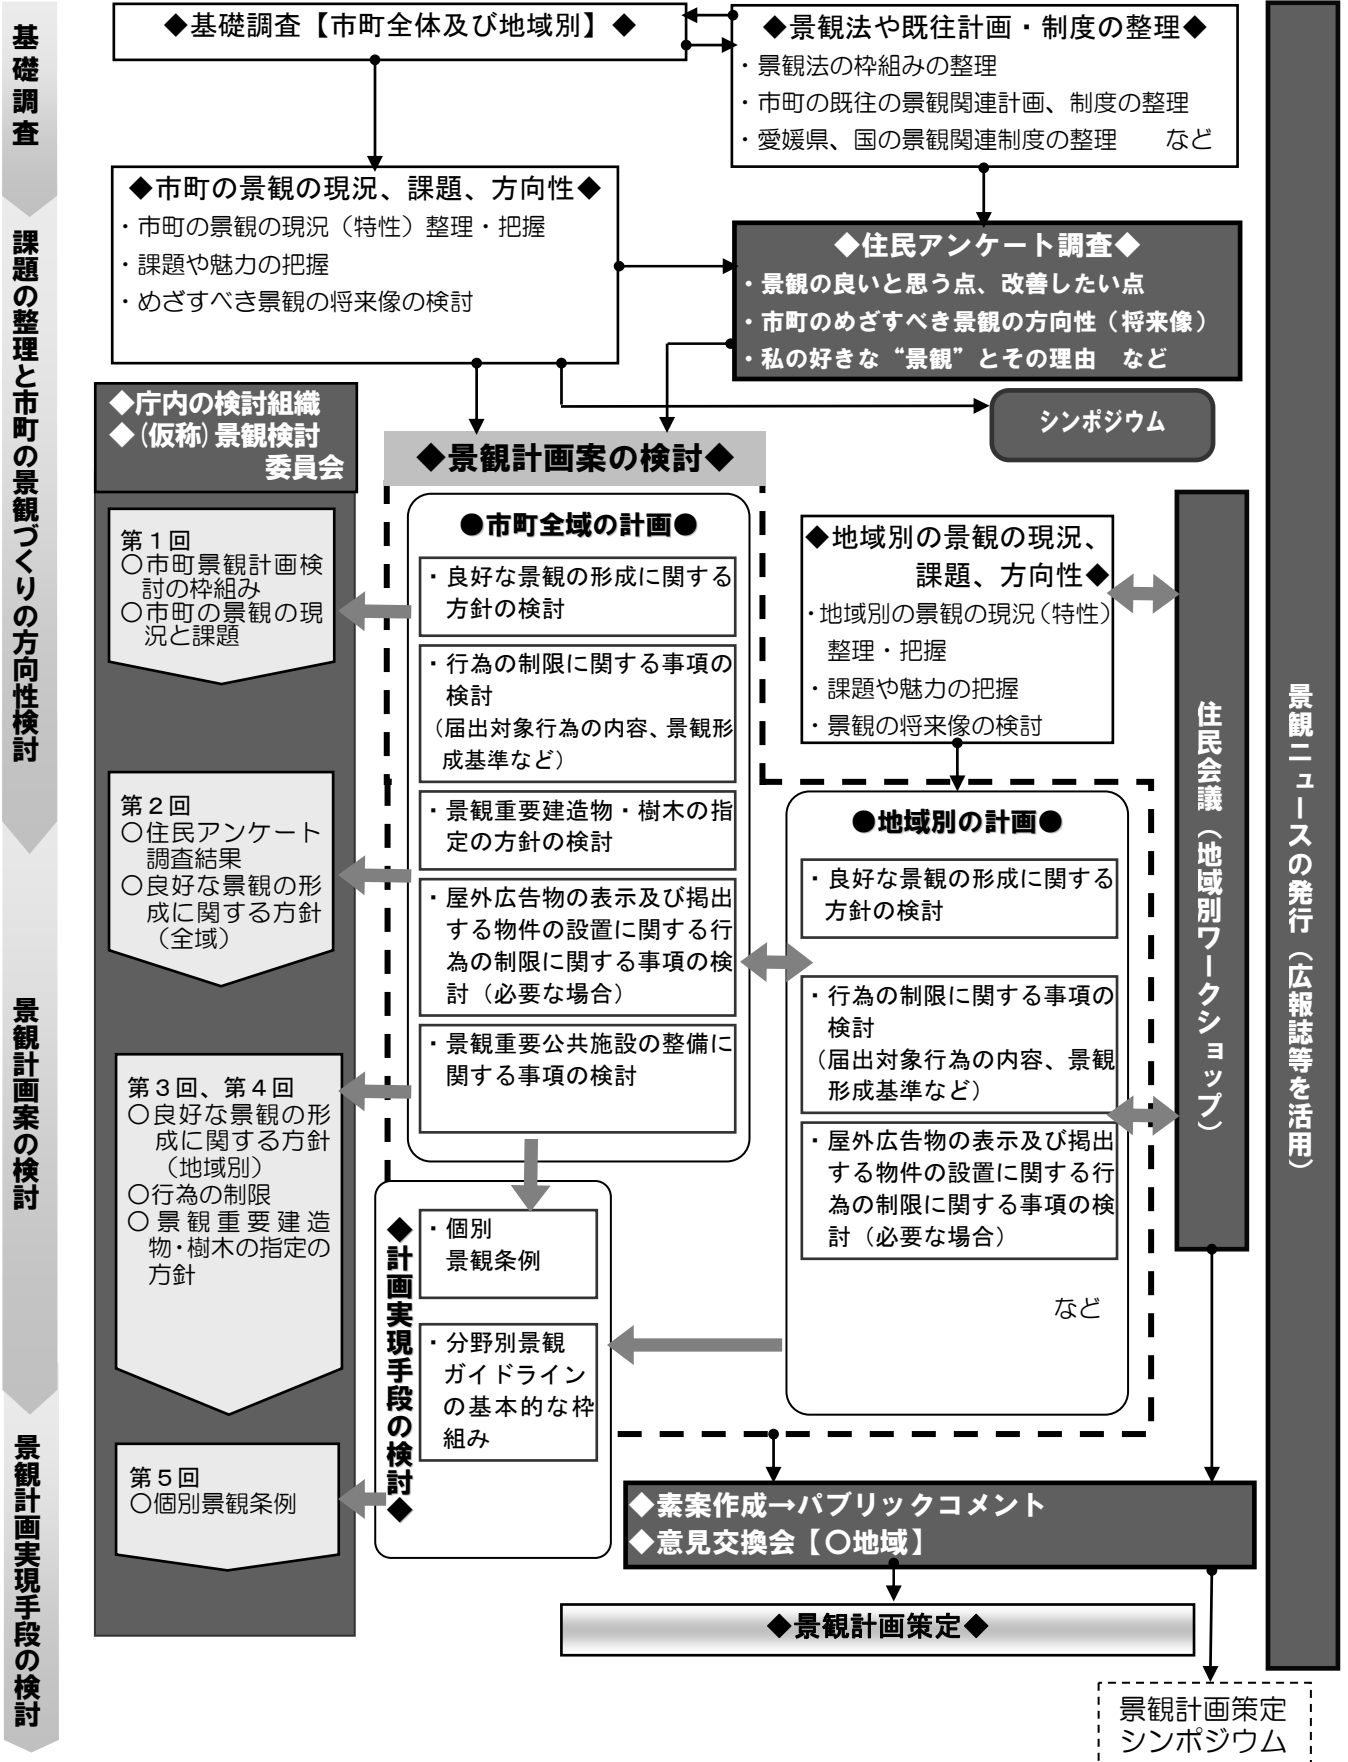 基礎調査
課題の整理と市町の景観づくりの方向性検討
景観計画案の検討
景観計画実現手段の検討
◆基礎調査【市町全体及び地域別】◆
◆景観法や既往計画・制度の整理◆
・景観法の枠組みの整理
・市町の既往の景観関連計画、制度の整理
・愛媛県、国の景観関連制度の整理　など
◆市町の景観の現況、課題、方向性◆
・市町の景観の現況（特性）整理・把握
・課題や魅力の把握
・めざすべき景観の将来像の検討
◆住民アンケート調査◆
・景観の良いと思う点、改善したい点
・市町のめざすべき景観の方向性（将来像）
・私の好きな“景観”とその理由　など
シンポジウム
◆庁内の検討組織
◆(仮称)景観検討
委員会
第１回
○市町景観計画検
討の枠組み
○市町の景観の現
況と課題
第２回
○住民アンケート
調査結果
○良好な景観の形
成に関する方針
（全域）
第３回、第４回
○良好な景観の形
成に関する方針
（地域別）
○行為の制限
○景観重要建造
物・樹木の指定の
方針
第５回
○個別景観条例
◆景観計画案の検討◆
●市町全域の計画●
・良好な景観の形成に関する
方針の検討
・行為の制限に関する事項の
検討
（届出対象行為の内容、景観形
成基準など）
・景観重要建造物・樹木の指
定の方針の検討
・屋外広告物の表示及び掲出
する物件の設置に関する行
為の制限に関する事項の検
討（必要な場合）
・景観重要公共施設の整備に
関する事項の検討
◆計画実現手段の検討◆
・個別
景観条例
・分野別景観
ガイドライン
の基本的な枠
組み
◆地域別の景観の現況、
課題、方向性◆
・地域別の景観の現況（特性）
整理・把握
・課題や魅力の把握
・景観の将来像の検討
●地域別の計画●
・良好な景観の形成に関する
方針の検討
・行為の制限に関する事項の
検討
（届出対象行為の内容、景観
形成基準など）
・屋外広告物の表示及び掲出
する物件の設置に関する行
為の制限に関する事項の検
討（必要な場合）
など
住民会議（地域別ワークショップ）
景観ニュースの発行（広報誌等を活用）
◆素案作成→パブリックコメント
◆意見交換会【〇地域】
◆景観計画策定◆
景観計画策定
シンポジウム